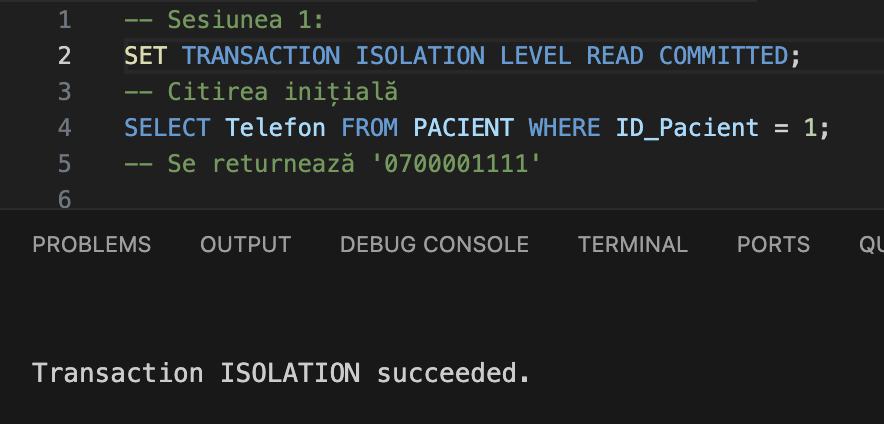 1 -- Sesiunea 1:
2 SET TRANSACTION ISOLATION LEVEL READ COMMITTED;
3 -- Citirea inițială
4 SELECT Telefon FROM PACIENT WHERE ID_Pacient = 1;
5 -- Se returnează '0700001111'
6
PROBLEMS OUTPUT DEBUG CONSOLE TERMINAL PORTS QU
Transaction ISOLATION succeeded.